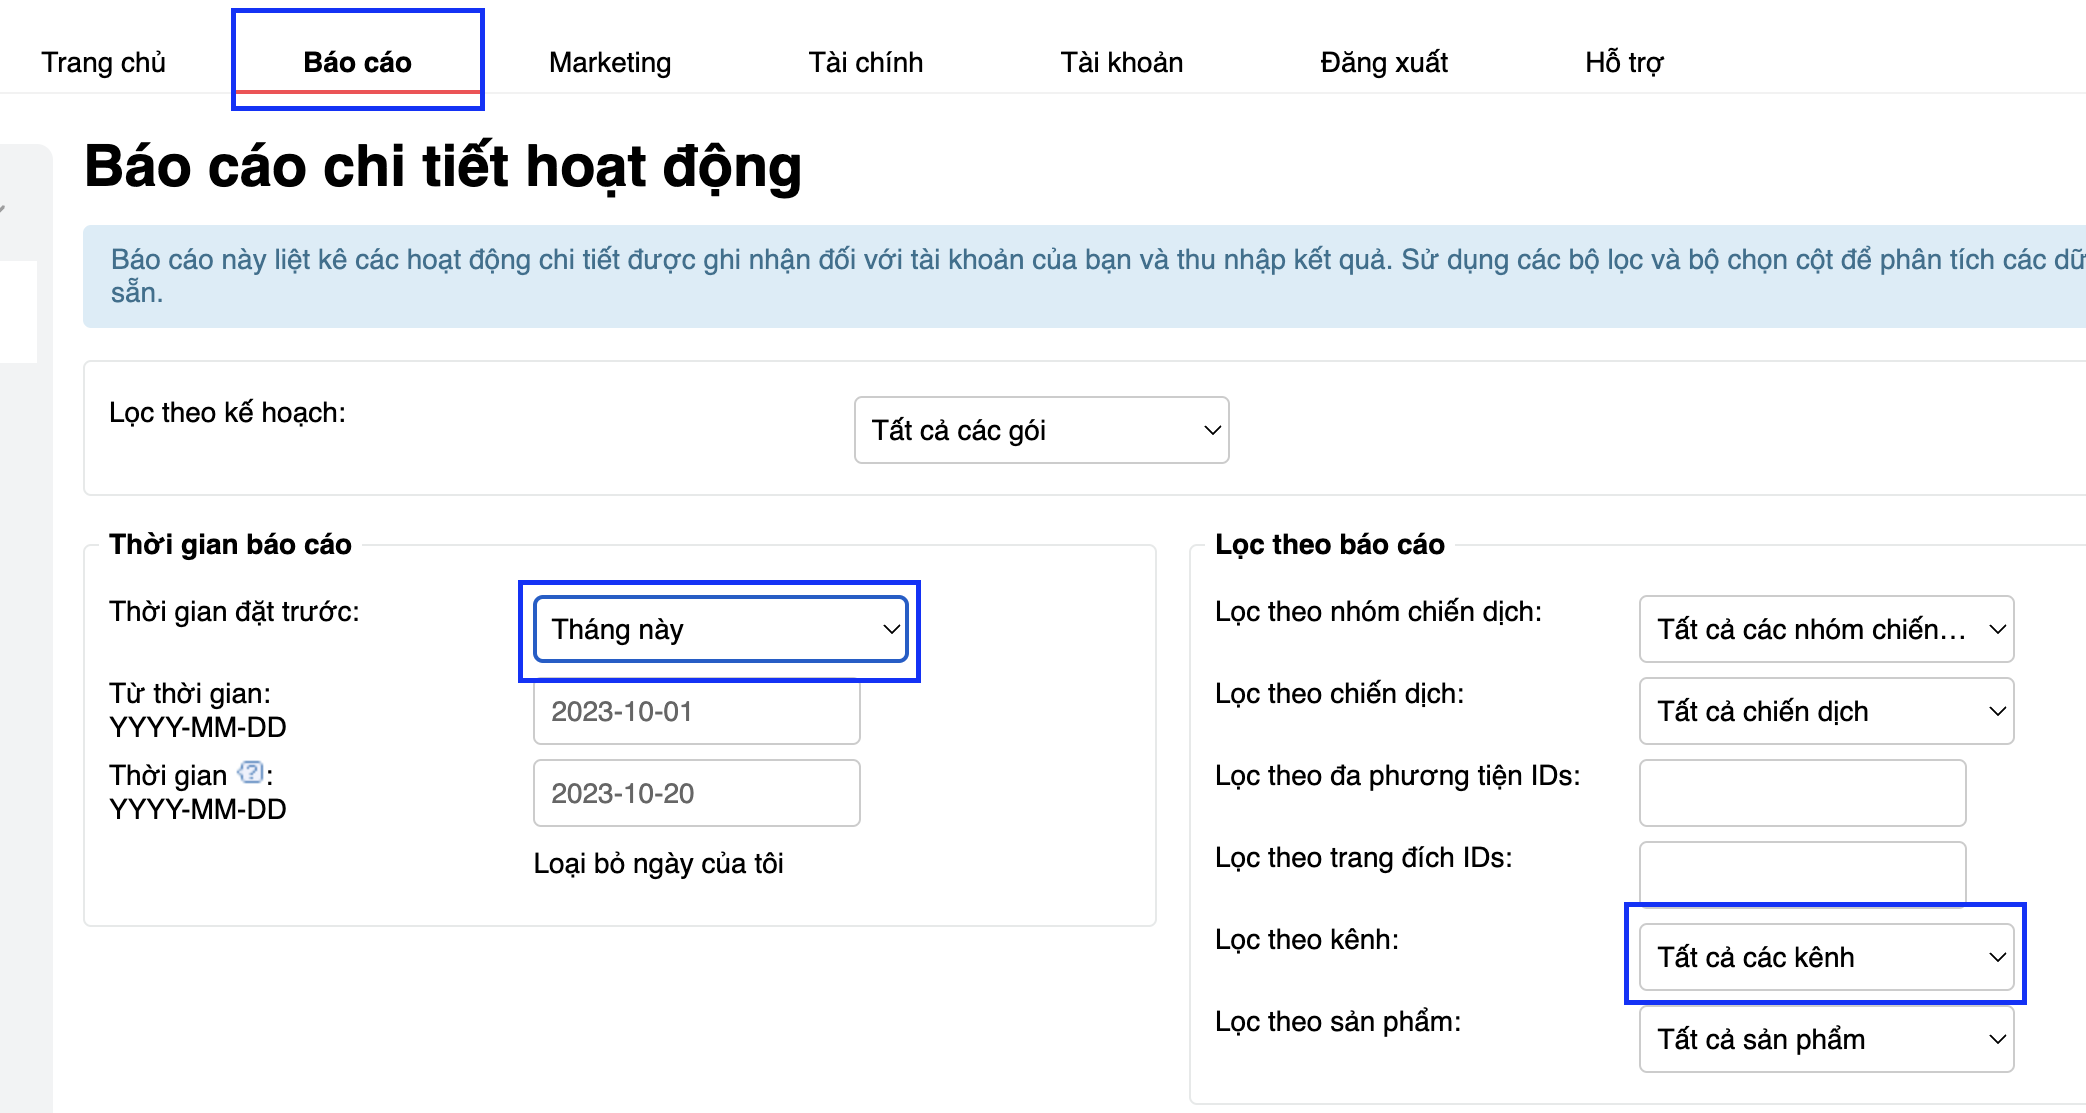 Trang chủ
Báo cáo
Marketing
Tài chính
Tài khoản
Đăng xuất
Hỗ trợ
Báo cáo chi tiết hoạt động
Báo cáo này liệt kê các hoạt động chi tiết được ghi nhận đối với tài khoản của bạn và thu nhập kết quả. Sử dụng các bộ lọc và bộ chọn cột để phân tích các dữ
sẵn.
Lọc theo kế hoạch:
Tất cả các gói
Thời gian báo cáo
Thời gian đặt trước:
Tháng này
Từ thời gian:
YYYY-MM-DD
2023-10-01
Thời gian ?:
YYYY-MM-DD
2023-10-20
Loại bỏ ngày của tôi
Lọc theo báo cáo
Lọc theo nhóm chiến dịch:
Tất cả các nhóm chiến...
Lọc theo chiến dịch:
Tất cả chiến dịch
Lọc theo đa phương tiện IDs:
Lọc theo trang đích IDs:
Lọc theo kênh:
Tất cả các kênh
Lọc theo sản phẩm:
Tất cả sản phẩm